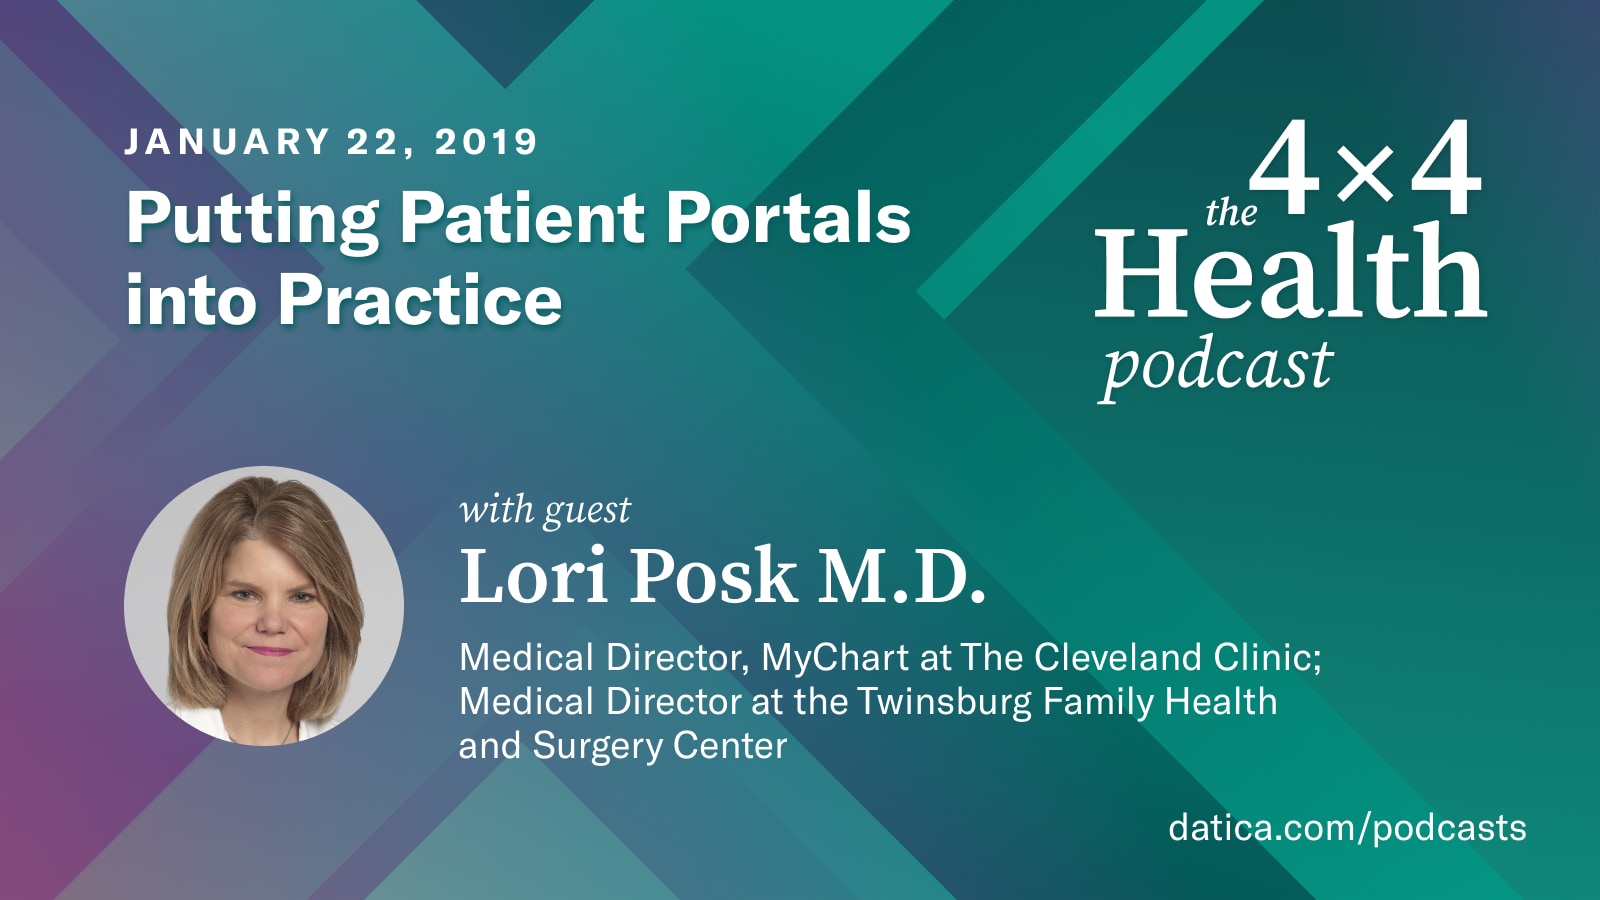 JANUARY 22, 2019
Putting Patient Portals
into Practice
the 4×4
Health
podcast
with guest
Lori Posk M.D.
Medical Director, MyChart at The Cleveland Clinic;
Medical Director at the Twinsburg Family Health
and Surgery Center
datica.com/podcasts